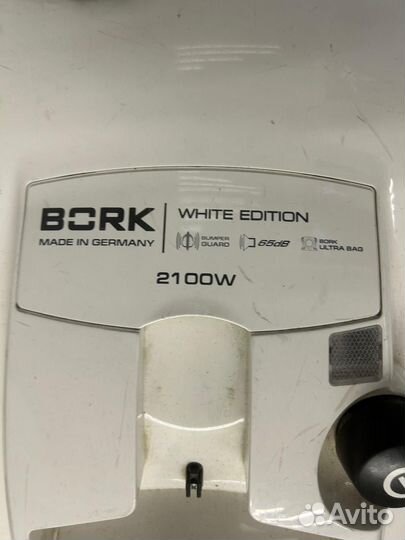 BORK
MADE IN GERMANY
WHITE EDITION
BUMPER
GUARD
65dB
BORK
ULTRA BAG
2100W
Avito